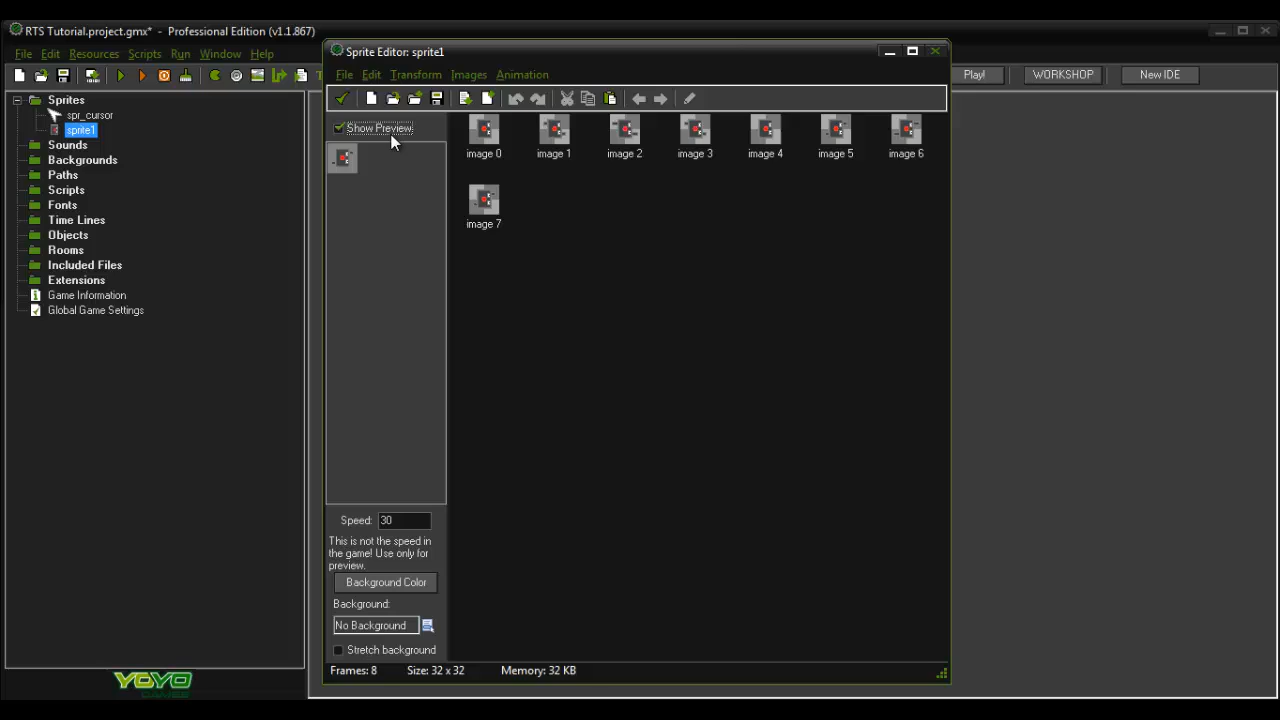 RTS Tutorial.project.gmx* - Professional Edition (v1.1.867)
File Edit Resources Scripts Run Window Help
Play! WORKSHOP New IDE
Sprites
spr_cursor
sprite1
Sounds
Backgrounds
Paths
Scripts
Fonts
Time Lines
Objects
Rooms
Included Files
Extensions
Game Information
Global Game Settings
YOYO
GAMES
Sprite Editor: sprite1
File Edit Transform Images Animation
Show Preview
image 0 image 1 image 2 image 3 image 4 image 5 image 6
image 7
Speed: 30
This is not the speed in
the game! Use only for
preview.
Background Color
Background:
No Background
Stretch background
Frames: 8 Size: 32 x 32 Memory: 32 KB